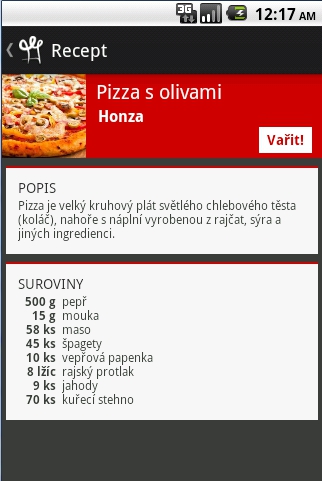 3G 12:17 AM
Recept
Pizza s olivami
Honza
Vařit!
POPIS
Pizza je velký kruhový plát světlého chlebového těsta
(koláč), nahoře s náplní vyrobenou z rajčat, sýra a
jiných ingrediencí.
SUROVINY
500 g pepř
15 g mouka
58 ks maso
45 ks špagety
10 ks vepřová papenka
8 lžíc rajský protlak
9 ks jahody
70 ks kuřecí stehno